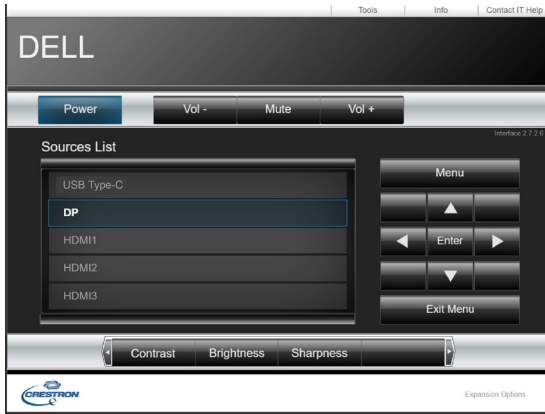 Tools Info Contact IT Help
DELL
Power Vol - Mute Vol +
Interface 2.7.2.6
Sources List
USB Type-C
DP
HDMI1
HDMI2
HDMI3
Menu
Enter
Exit Menu
Contrast Brightness Sharpness
CRESTRON
Expansion Options